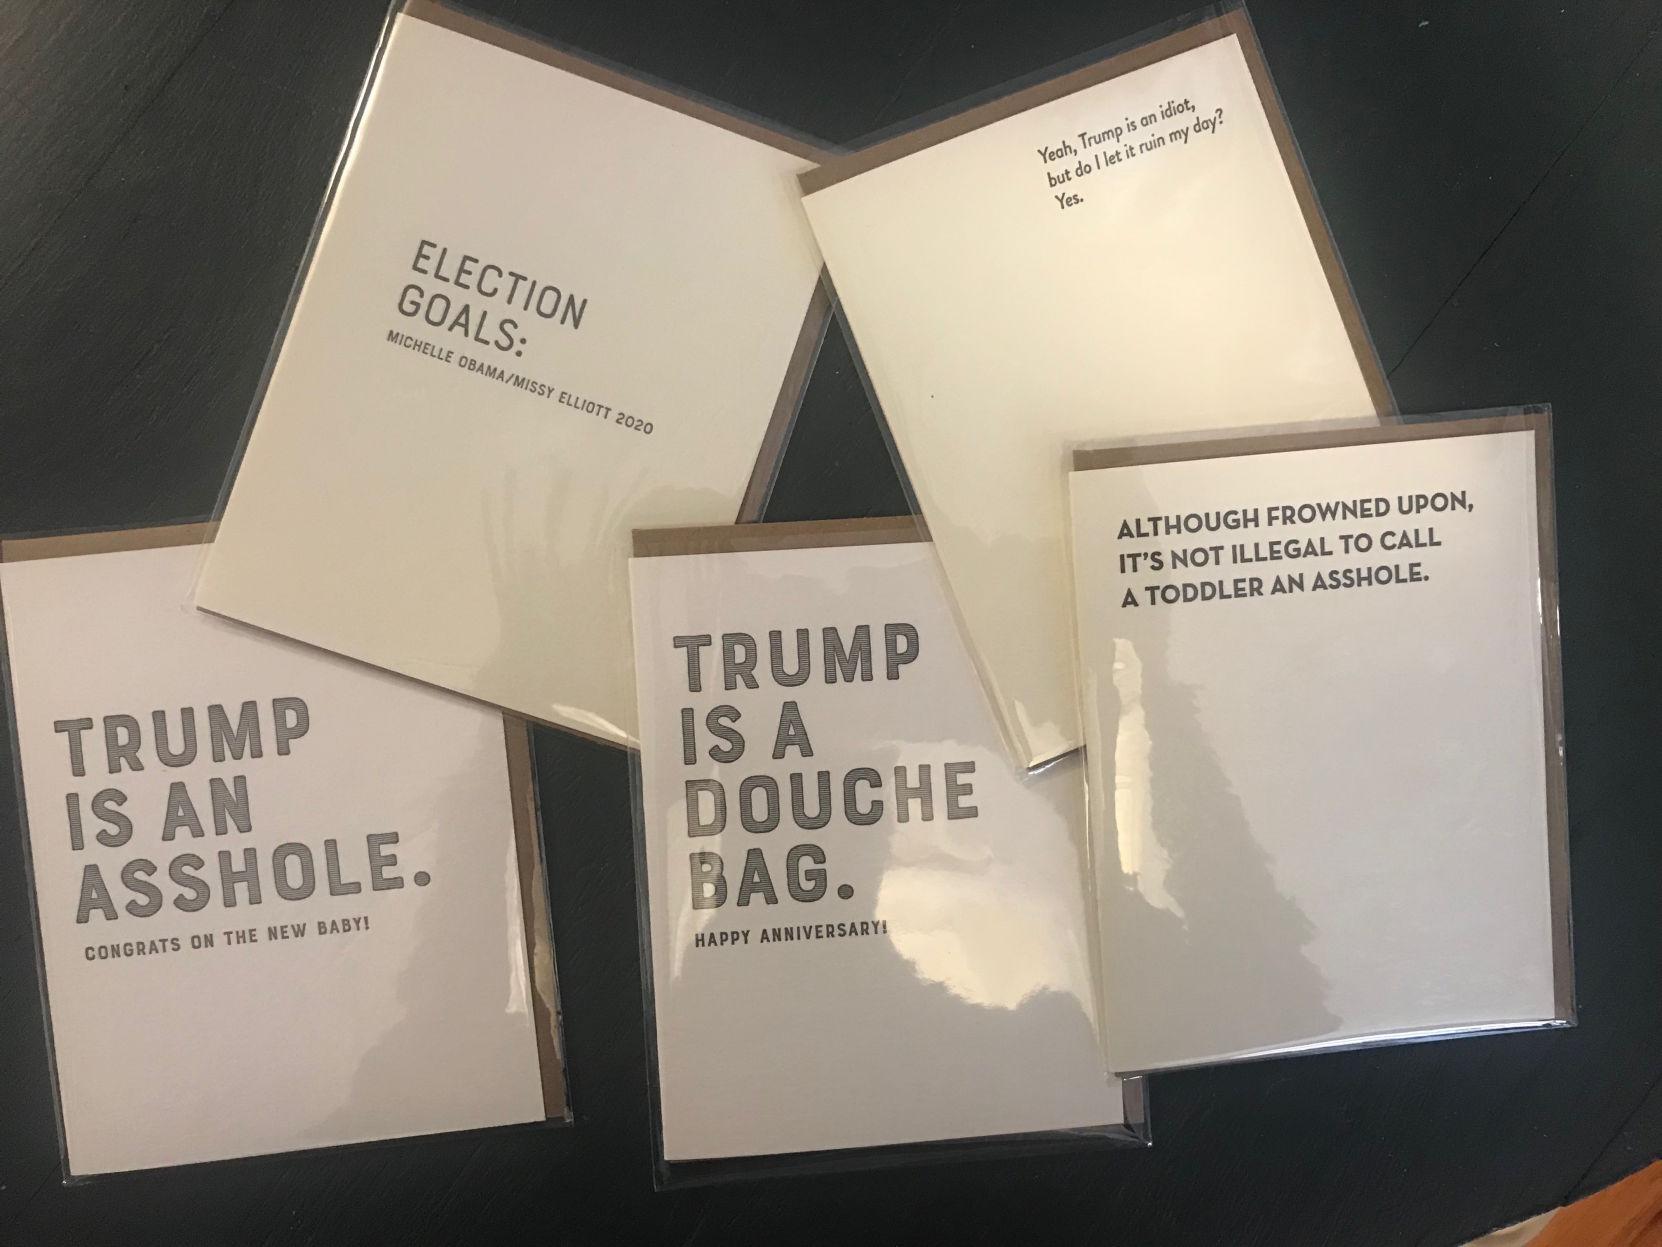 ELECTION
GOALS:
MICHELLE OBAMA/MISSY ELLIOTT 2020
Yeah, Trump is an idiot,
but do I let it ruin my day?
Yes.
TRUMP
IS AN
ASSHOLE.
CONGRATS ON THE NEW BABY!
TRUMP
IS A
DOUCHE
BAG.
HAPPY ANNIVERSARY!
ALTHOUGH FROWNED UPON,
IT'S NOT ILLEGAL TO CALL
A TODDLER AN ASSHOLE.